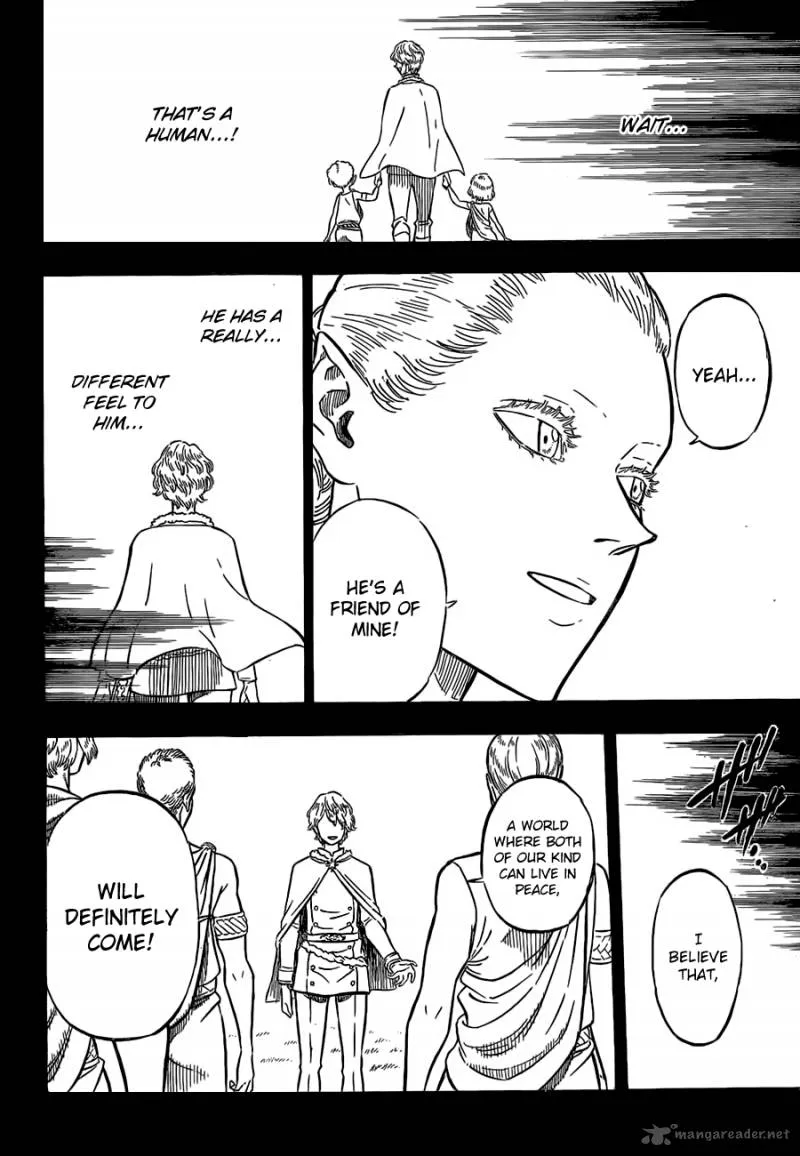 WAIT...
THAT'S A
HUMAN...!
YEAH...
HE'S A
FRIEND OF
MINE!
HE HAS A
REALLY...
DIFFERENT
FEEL TO
HIM...
I
BELIEVE
THAT,
A WORLD
WHERE BOTH
OF OUR KIND
CAN LIVE IN
PEACE,
WILL
DEFINITELY
COME!
mangareader.net